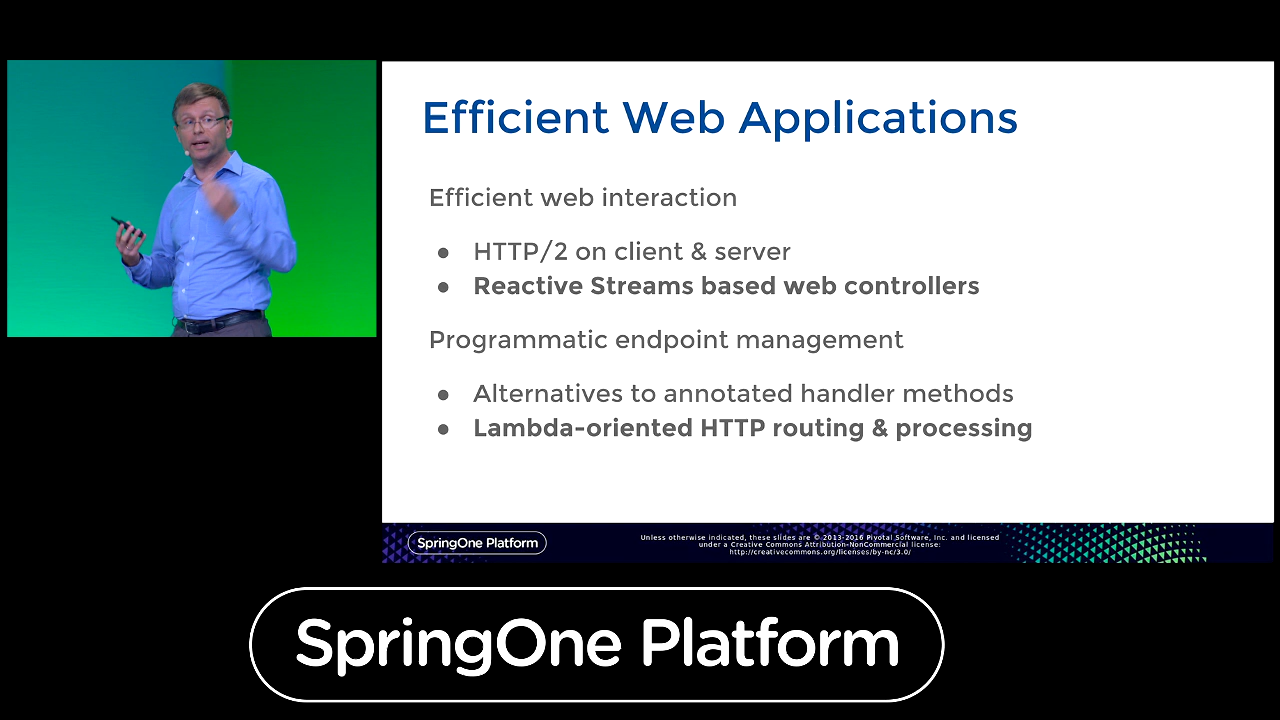 Efficient Web Applications
Efficient web interaction
● HTTP/2 on client & server
● Reactive Streams based web controllers
Programmatic endpoint management
● Alternatives to annotated handler methods
● Lambda-oriented HTTP routing & processing
SpringOne Platform
Unless otherwise indicated, these slides are © 2013-2016 Pivotal Software, Inc. and licensed
under a Creative Commons Attribution-NonCommercial license:
http://creativecommons.org/licenses/by-nc/3.0/
SpringOne Platform